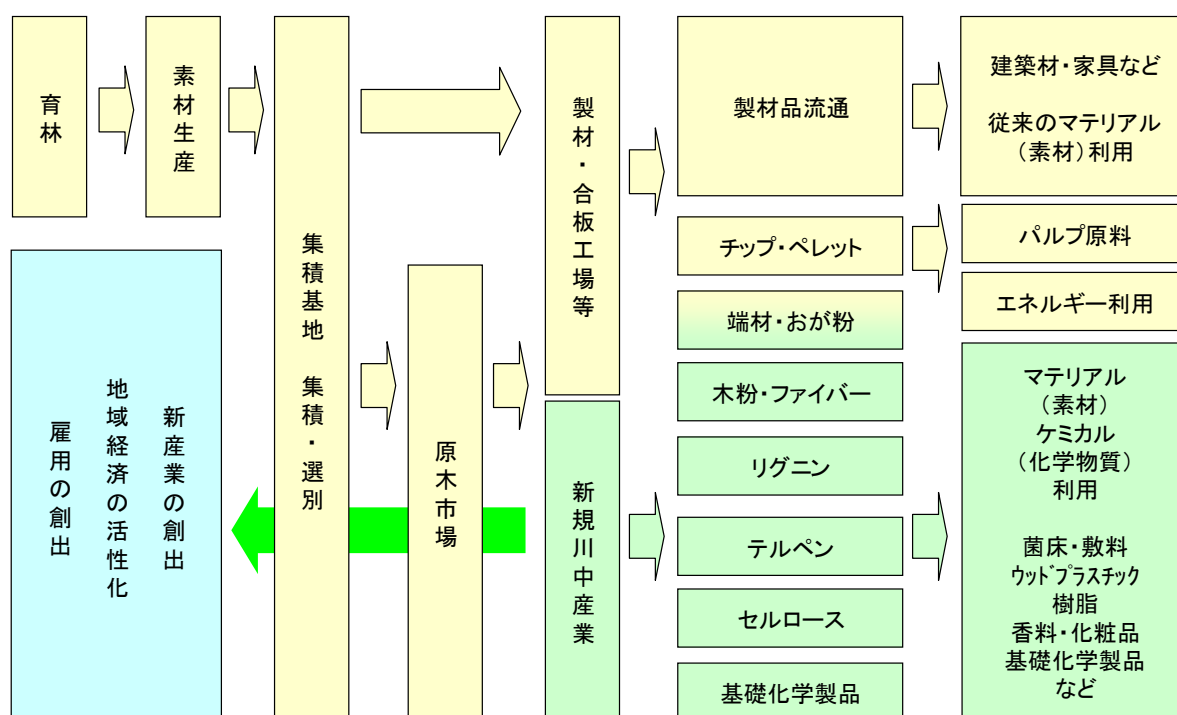 育林
素材生産
集積基地　集積・選別
原木市場
製材・合板工場等
新規川中産業
製材品流通
チップ・ペレット
端材・おが粉
木粉・ファイバー
リグニン
テルペン
セルロース
基礎化学製品
建築材・家具など
従来のマテリアル
（素材）利用
パルプ原料
エネルギー利用
マテリアル
（素材）
ケミカル
（化学物質）
利用
菌床・敷料
ｳｯﾄﾞﾌﾟﾗｽﾁｯｸ
樹脂
香料・化粧品
基礎化学製品
など
新産業の創出
地域経済の活性化
雇用の創出